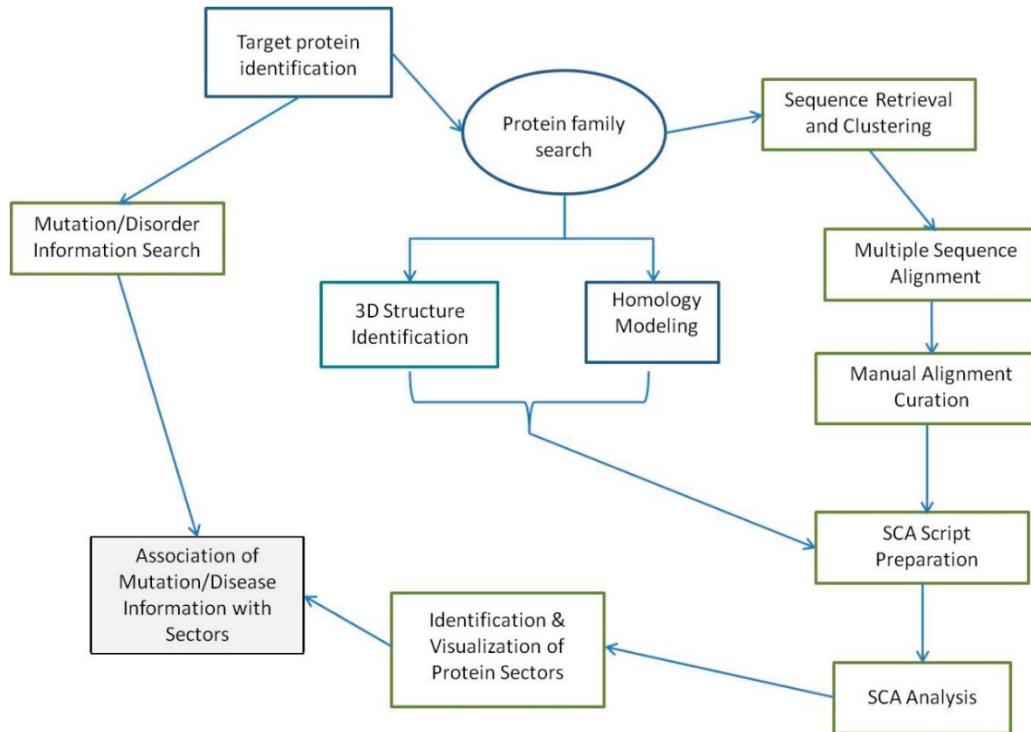 Target protein
identification
Protein family
search
Sequence Retrieval
and Clustering
Mutation/Disorder
Information Search
3D Structure
Identification
Homology
Modeling
Multiple Sequence
Alignment
Manual Alignment
Curation
SCA Script
Preparation
Association of
Mutation/Disease
Information with
Sectors
Identification &
Visualization of
Protein Sectors
SCA Analysis